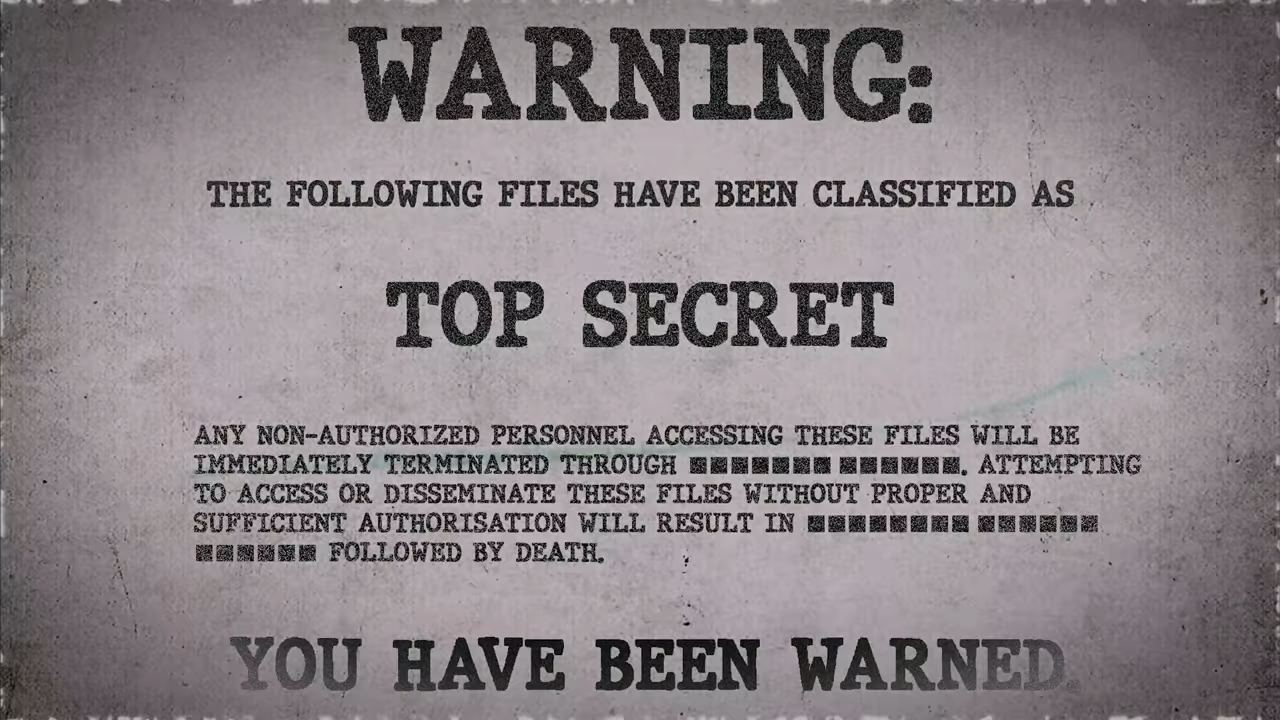 WARNING:
THE FOLLOWING FILES HAVE BEEN CLASSIFIED AS
TOP SECRET
ANY NON-AUTHORIZED PERSONNEL ACCESSING THESE FILES WILL BE
IMMEDIATELY TERMINATED THROUGH ■■■■■■■ ■■■■■■. ATTEMPTING
TO ACCESS OR DISSEMINATE THESE FILES WITHOUT PROPER AND
SUFFICIENT AUTHORISATION WILL RESULT IN ■■■■■■■■ ■■■■■■
■■■■■■ FOLLOWED BY DEATH.
YOU HAVE BEEN WARNED.